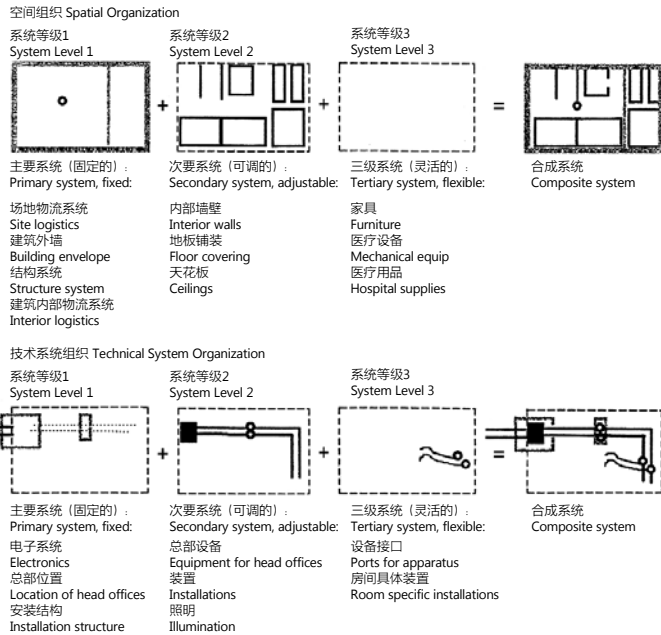 空间组织 Spatial Organization
系统等级1
System Level 1
系统等级2
System Level 2
系统等级3
System Level 3
+
+
=
主要系统（固定的）:
Primary system, fixed:
次要系统（可调的）:
Secondary system, adjustable:
三级系统（灵活的）:
Tertiary system, flexible:
合成系统
Composite system
场地物流系统
Site logistics
建筑外墙
Building envelope
结构系统
Structure system
建筑内部物流系统
Interior logistics
内部墙壁
Interior walls
地板铺装
Floor covering
天花板
Ceilings
家具
Furniture
医疗设备
Mechanical equip
医疗用品
Hospital supplies
技术系统组织 Technical System Organization
系统等级1
System Level 1
系统等级2
System Level 2
系统等级3
System Level 3
+
+
=
主要系统（固定的）:
Primary system, fixed:
次要系统（可调的）:
Secondary system, adjustable:
三级系统（灵活的）:
Tertiary system, flexible:
合成系统
Composite system
电子系统
Electronics
总部位置
Location of head offices
安装结构
Installation structure
总部设备
Equipment for head offices
装置
Installations
照明
Illumination
设备接口
Ports for apparatus
房间具体装置
Room specific installations